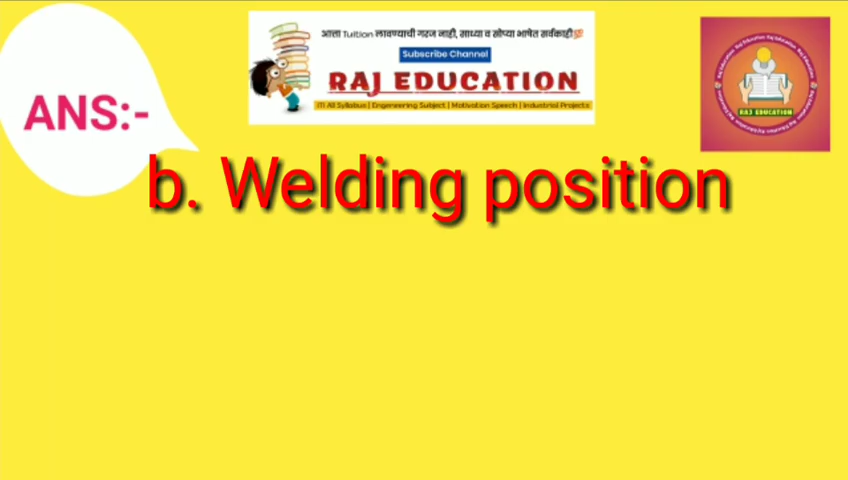 आत्ता Tuition लावण्याची गरज नाही, साध्या व सोप्या भाषेत सर्वकाही
Subscribe Channel
RAJ EDUCATION
ITI All Syllabus | Engeneering Subject | Motivation Speech | Industrial Projects
RAJ EDUCATION
ANS:-
b. Welding position